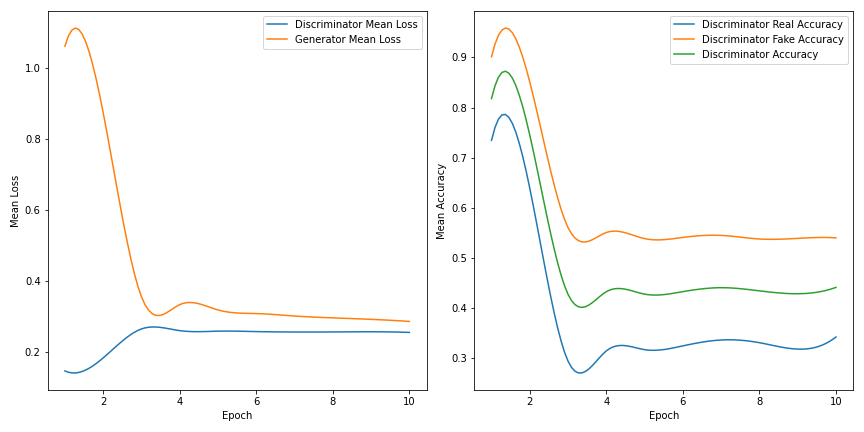 Discriminator Mean Loss
Generator Mean Loss
1.0
0.8
0.6
0.4
0.2
Mean Loss
2 4 6 8 10
Epoch
Discriminator Real Accuracy
Discriminator Fake Accuracy
Discriminator Accuracy
0.9
0.8
0.7
0.6
0.5
0.4
0.3
Mean Accuracy
2 4 6 8 10
Epoch